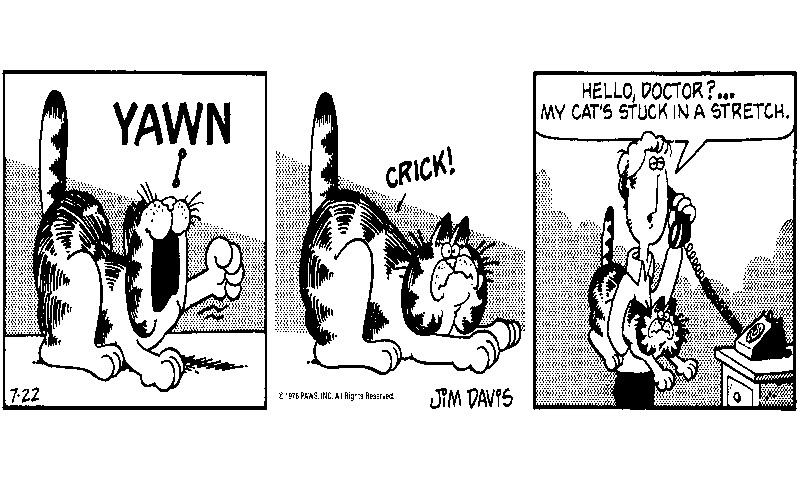 YAWN
7-22
CRICK!
© 1978 PAWS, INC. All Rights Reserved.
JIM DAVIS
HELLO, DOCTOR?...
MY CAT'S STUCK IN A STRETCH.